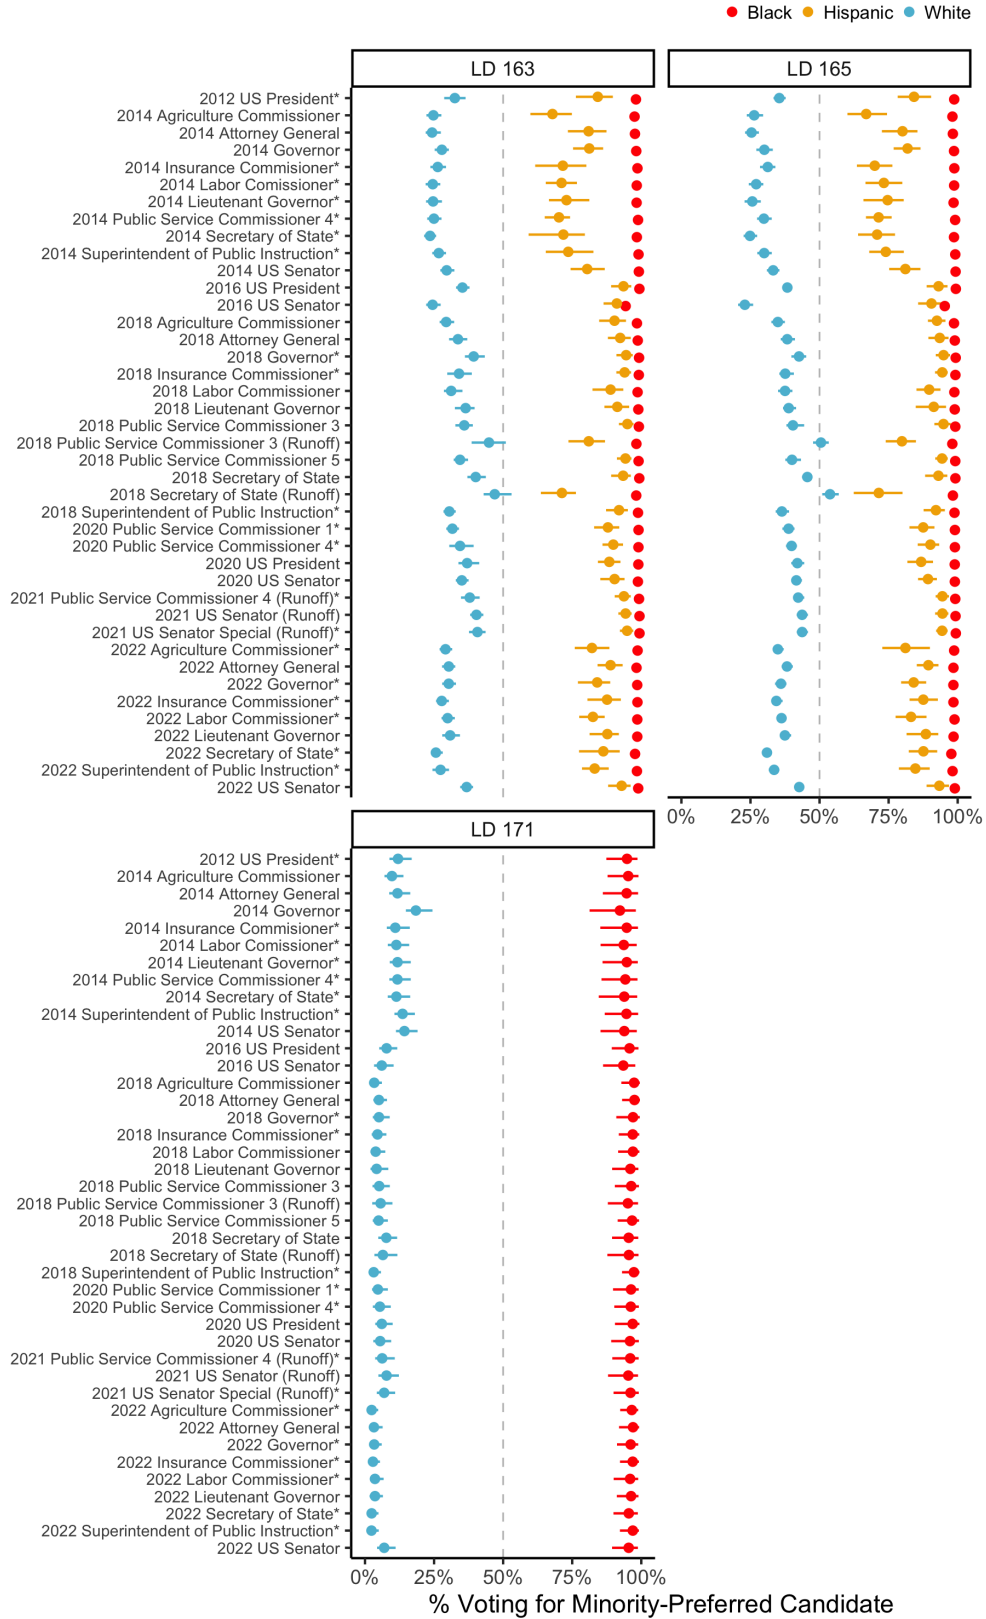 Black Hispanic White
LD 163
LD 165
2012 US President*
2014 Agriculture Commissioner
2014 Attorney General
2014 Governor
2014 Insurance Commisioner*
2014 Labor Comissioner*
2014 Lieutenant Governor*
2014 Public Service Commissioner 4*
2014 Secretary of State*
2014 Superintendent of Public Instruction*
2014 US Senator
2016 US President
2016 US Senator
2018 Agriculture Commissioner
2018 Attorney General
2018 Governor*
2018 Insurance Commissioner*
2018 Labor Commissioner
2018 Lieutenant Governor
2018 Public Service Commissioner 3
2018 Public Service Commissioner 3 (Runoff)
2018 Public Service Commissioner 5
2018 Secretary of State
2018 Secretary of State (Runoff)
2018 Superintendent of Public Instruction*
2020 Public Service Commissioner 1*
2020 Public Service Commissioner 4*
2020 US President
2020 US Senator
2021 Public Service Commissioner 4 (Runoff)*
2021 US Senator (Runoff)
2021 US Senator Special (Runoff)*
2022 Agriculture Commissioner*
2022 Attorney General
2022 Governor*
2022 Insurance Commissioner*
2022 Labor Commissioner*
2022 Lieutenant Governor
2022 Secretary of State*
2022 Superintendent of Public Instruction*
2022 US Senator
0% 25% 50% 75% 100%
LD 171
2012 US President*
2014 Agriculture Commissioner
2014 Attorney General
2014 Governor
2014 Insurance Commisioner*
2014 Labor Comissioner*
2014 Lieutenant Governor*
2014 Public Service Commissioner 4*
2014 Secretary of State*
2014 Superintendent of Public Instruction*
2014 US Senator
2016 US President
2016 US Senator
2018 Agriculture Commissioner
2018 Attorney General
2018 Governor*
2018 Insurance Commissioner*
2018 Labor Commissioner
2018 Lieutenant Governor
2018 Public Service Commissioner 3
2018 Public Service Commissioner 3 (Runoff)
2018 Public Service Commissioner 5
2018 Secretary of State
2018 Secretary of State (Runoff)
2018 Superintendent of Public Instruction*
2020 Public Service Commissioner 1*
2020 Public Service Commissioner 4*
2020 US President
2020 US Senator
2021 Public Service Commissioner 4 (Runoff)*
2021 US Senator (Runoff)
2021 US Senator Special (Runoff)*
2022 Agriculture Commissioner*
2022 Attorney General
2022 Governor*
2022 Insurance Commissioner*
2022 Labor Commissioner*
2022 Lieutenant Governor
2022 Secretary of State*
2022 Superintendent of Public Instruction*
2022 US Senator
0% 25% 50% 75% 100%
% Voting for Minority-Preferred Candidate